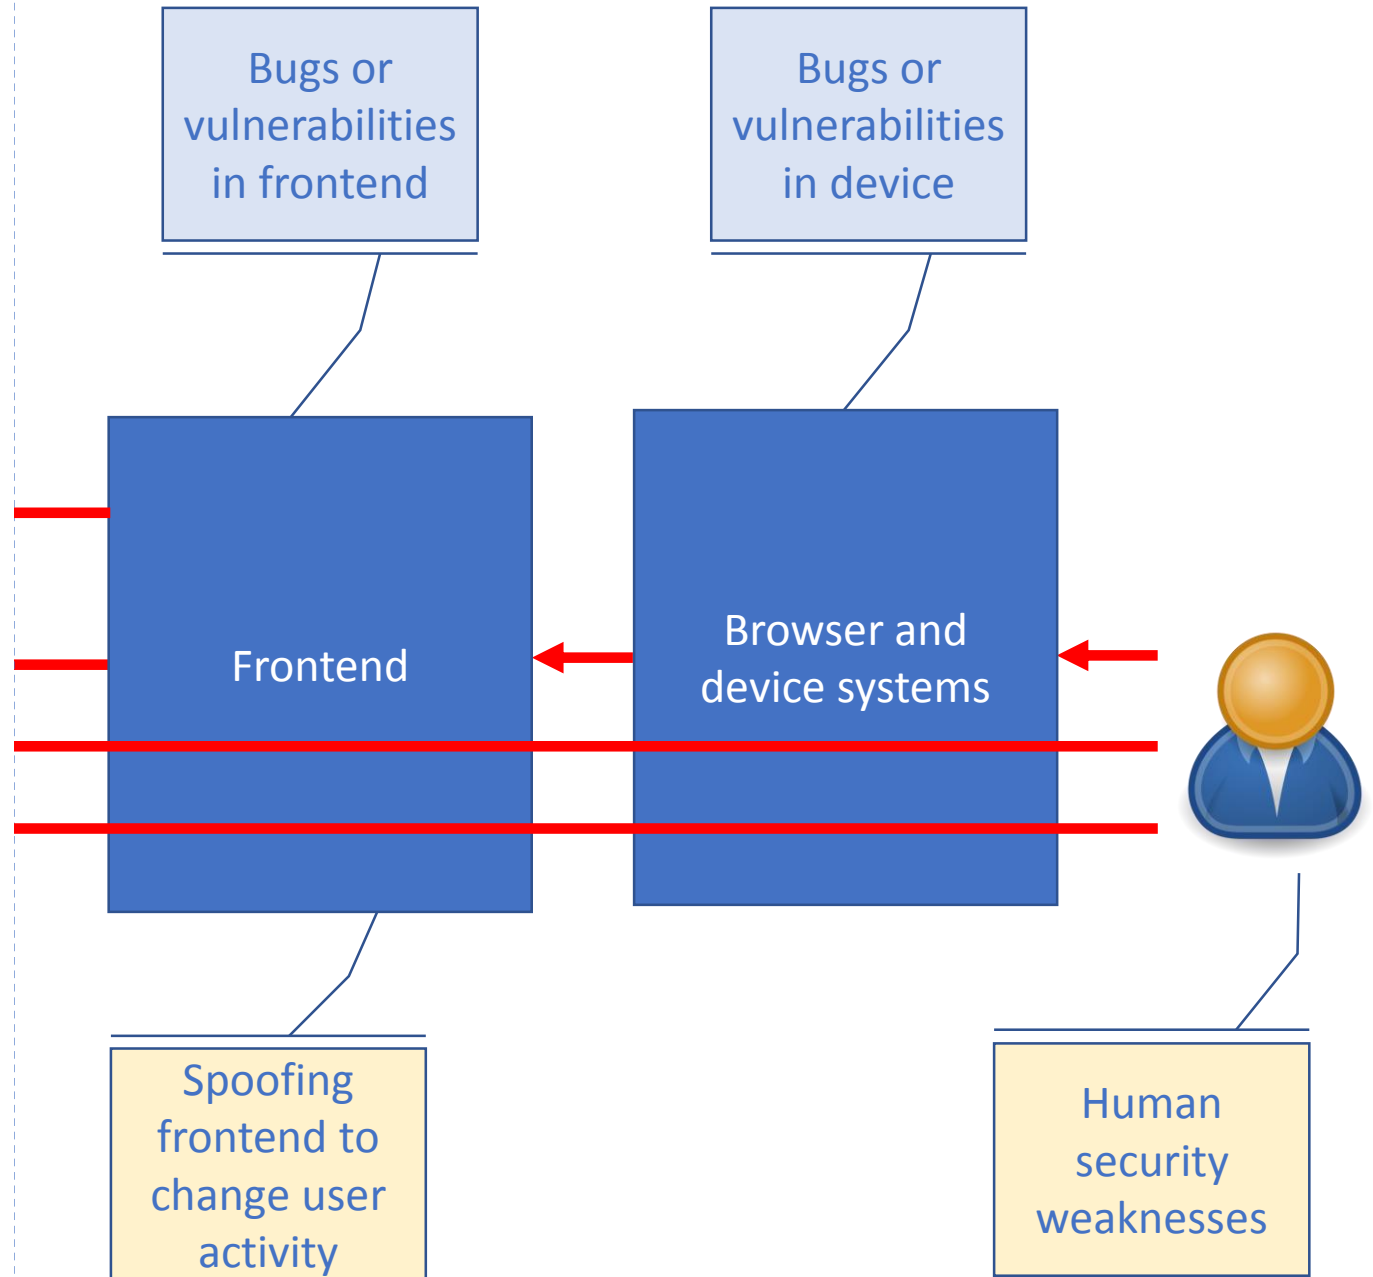 Bugs or
vulnerabilities
in frontend
Bugs or
vulnerabilities
in device
Frontend
Browser and
device systems
Spoofing
frontend to
change user
activity
Human
security
weaknesses